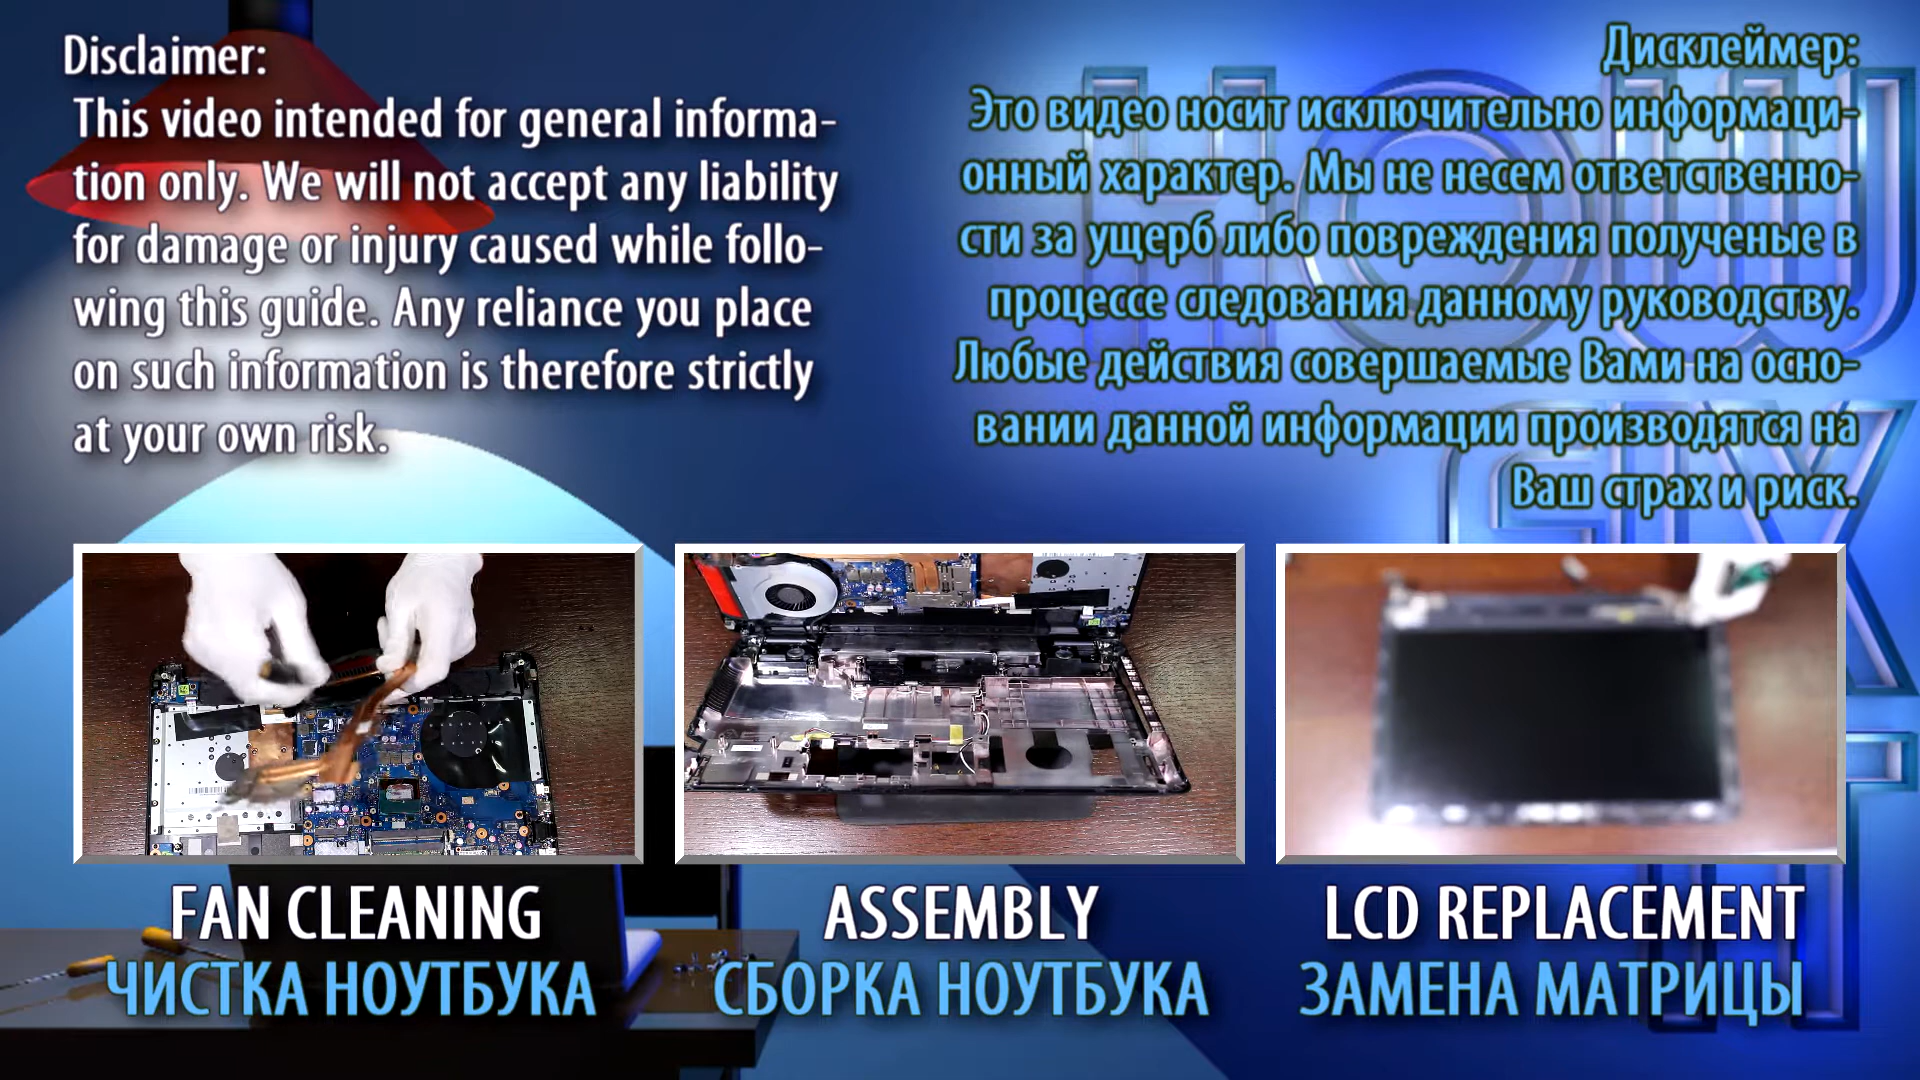 Disclaimer:
This video intended for general informa-
tion only. We will not accept any liability
for damage or injury caused while follo-
wing this guide. Any reliance you place
on such information is therefore strictly
at your own risk.
Дисклеймер:
Это видео носит исключительно информаци-
онный характер. Мы не несем ответственно-
сти за ущерб либо повреждения полученые в
процессе следования данному руководству.
Любые действия совершаемые Вами на осно-
вании данной информации производятся на
Ваш страх и риск.
HOW
FIX
IT
FAN CLEANING
ЧИСТКА НОУТБУКА
ASSEMBLY
СБОРКА НОУТБУКА
LCD REPLACEMENT
ЗАМЕНА МАТРИЦЫ